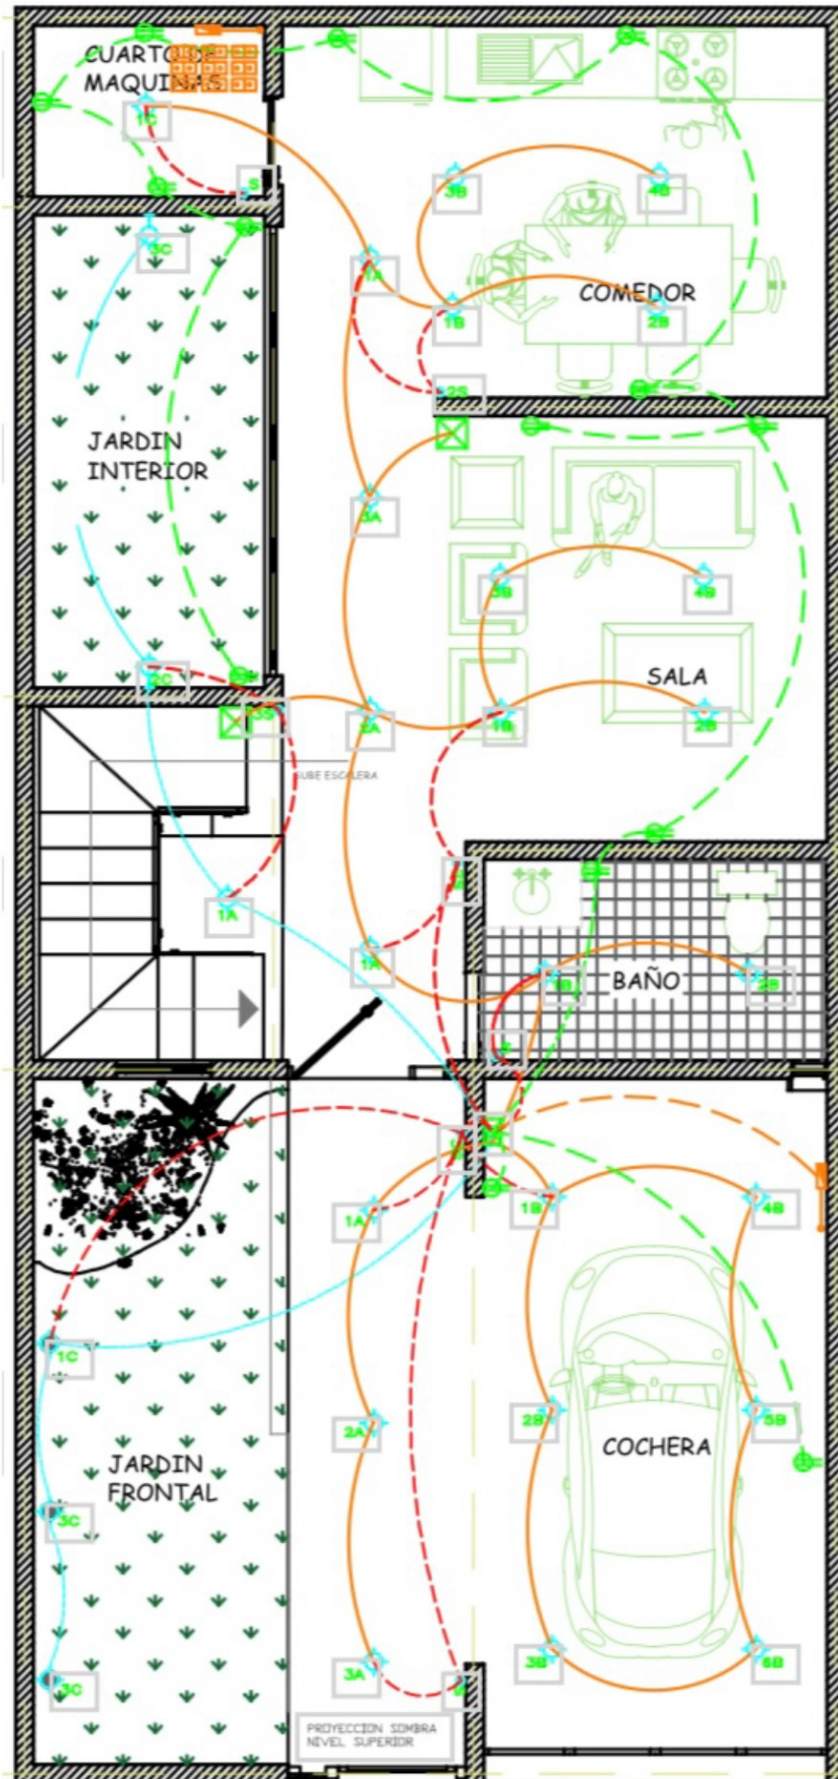 CUARTO DE
MAQUINAS
1C
S
3B
4B
1A
COMEDOR
1B
2B
2S
3C
JARDIN
INTERIOR
3A
3B
4B
SALA
2C
3S
2A
1B
2B
SUBE ESCALERA
1A
1A
1B
BAÑO
2B
1A
1B
4B
1C
2A
2B
5B
COCHERA
JARDIN
FRONTAL
3C
3A
3B
6B
3C
PROYECCION SOMBRA
NIVEL SUPERIOR